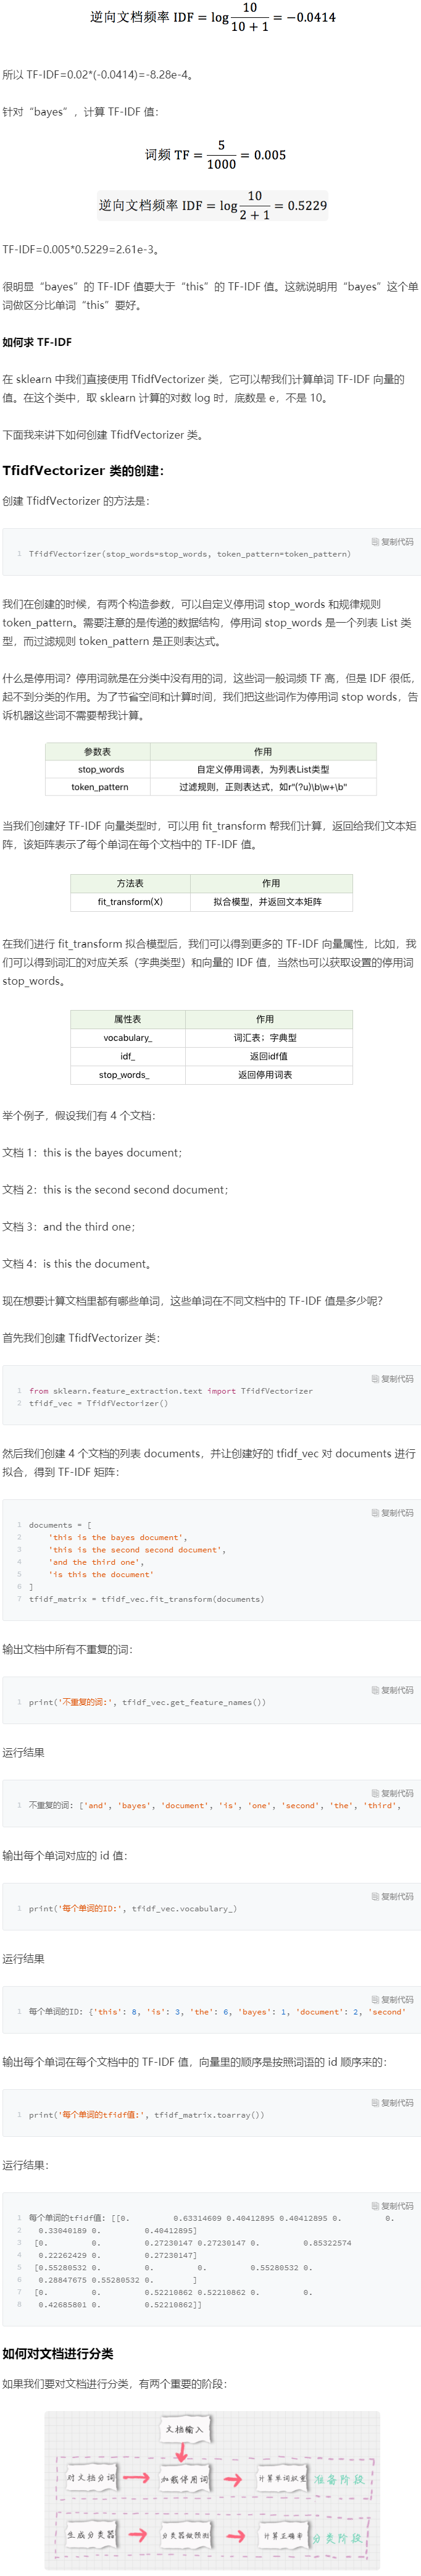 逆向文档频率 IDF = log 10/(10 + 1) = −0.0414
所以 TF-IDF=0.02*(-0.0414)=-8.28e-4。
针对“bayes”，计算 TF-IDF 值：
词频 TF = 5/1000 = 0.005
逆向文档频率 IDF = log 10/(2 + 1) = 0.5229
TF-IDF=0.005*0.5229=2.61e-3。
很明显“bayes”的 TF-IDF 值要大于“this”的 TF-IDF 值。这就说明用“bayes”这个单
词做区分比单词“this”要好。
如何求 TF-IDF
在 sklearn 中我们直接使用 TfidfVectorizer 类，它可以帮我们计算单词 TF-IDF 向量的
值。在这个类中，取 sklearn 计算的对数 log 时，底数是 e，不是 10。
下面我来讲下如何创建 TfidfVectorizer 类。
TfidfVectorizer 类的创建：
创建 TfidfVectorizer 的方法是：
复制代码
1 TfidfVectorizer(stop_words=stop_words, token_pattern=token_pattern)
我们在创建的时候，有两个构造参数，可以自定义停用词 stop_words 和规律规则
token_pattern。需要注意的是传递的数据结构，停用词 stop_words 是一个列表 List 类
型，而过滤规则 token_pattern 是正则表达式。
什么是停用词？停用词就是在分类中没有用的词，这些词一般词频 TF 高，但是 IDF 很低，
起不到分类的作用。为了节省空间和计算时间，我们把这些词作为停用词 stop words，告
诉机器这些词不需要帮我计算。
参数表 作用
stop_words 自定义停用词表，为列表List类型
token_pattern 过滤规则，正则表达式，如r"(?u)\b\w+\b"
当我们创建好 TF-IDF 向量类型时，可以用 fit_transform 帮我们计算，返回给我们文本矩
阵，该矩阵表示了每个单词在每个文档中的 TF-IDF 值。
方法表 作用
fit_transform(X) 拟合模型，并返回文本矩阵
在我们进行 fit_transform 拟合模型后，我们可以得到更多的 TF-IDF 向量属性，比如，我
们可以得到词汇的对应关系（字典类型）和向量的 IDF 值，当然也可以获取设置的停用词
stop_words。
属性表 作用
vocabulary_ 词汇表；字典型
idf_ 返回idf值
stop_words_ 返回停用词表
举个例子，假设我们有 4 个文档：
文档 1：this is the bayes document；
文档 2：this is the second second document；
文档 3：and the third one；
文档 4：is this the document。
现在想要计算文档里都有哪些单词，这些单词在不同文档中的 TF-IDF 值是多少呢？
首先我们创建 TfidfVectorizer 类：
复制代码
1 from sklearn.feature_extraction.text import TfidfVectorizer
2 tfidf_vec = TfidfVectorizer()
然后我们创建 4 个文档的列表 documents，并让创建好的 tfidf_vec 对 documents 进行
拟合，得到 TF-IDF 矩阵：
复制代码
1 documents = [
2     'this is the bayes document',
3     'this is the second second document',
4     'and the third one',
5     'is this the document'
6 ]
7 tfidf_matrix = tfidf_vec.fit_transform(documents)
输出文档中所有不重复的词：
复制代码
1 print('不重复的词:', tfidf_vec.get_feature_names())
运行结果
复制代码
1 不重复的词: ['and', 'bayes', 'document', 'is', 'one', 'second', 'the', 'third',
输出每个单词对应的 id 值：
复制代码
1 print('每个单词的ID:', tfidf_vec.vocabulary_)
运行结果
复制代码
1 每个单词的ID: {'this': 8, 'is': 3, 'the': 6, 'bayes': 1, 'document': 2, 'second'
输出每个单词在每个文档中的 TF-IDF 值，向量里的顺序是按照词语的 id 顺序来的：
复制代码
1 print('每个单词的tfidf值:', tfidf_matrix.toarray())
运行结果：
复制代码
1 每个单词的tfidf值: [[0. 0.63314609 0.40412895 0.40412895 0. 0.
2 0.33040189 0. 0.40412895]
3 [0. 0. 0.27230147 0.27230147 0. 0.85322574
4 0.22262429 0. 0.27230147]
5 [0.55280532 0. 0. 0. 0.55280532 0.
6 0.28847675 0.55280532 0. ]
7 [0. 0. 0.52210862 0.52210862 0. 0.
8 0.42685801 0. 0.52210862]]
如何对文档进行分类
如果我们要对文档进行分类，有两个重要的阶段：
文档输入
对文档分词 加载停用词 计算单词权重 准备阶段
生成分类器 分类器做预测 计算正确率 分类阶段